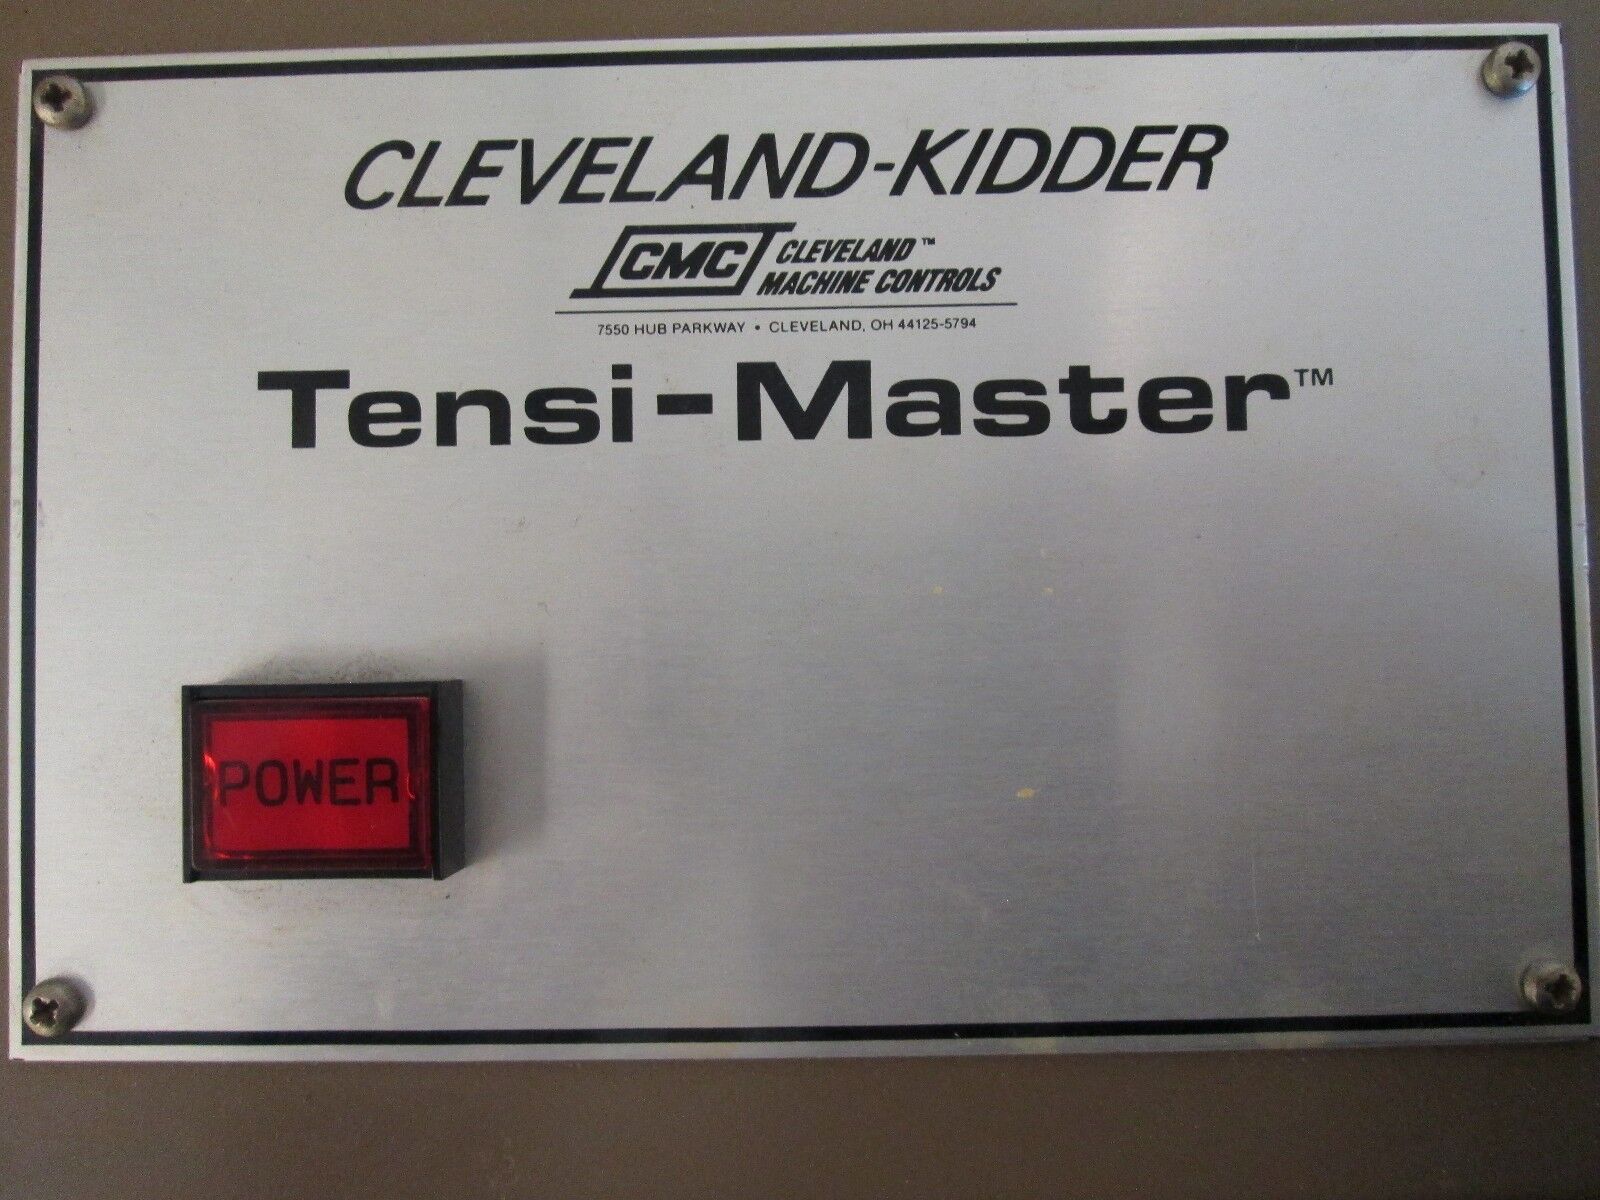 CLEVELAND-KIDDER
CMC CLEVELAND™
MACHINE CONTROLS
7550 HUB PARKWAY • CLEVELAND, OH 44125-5794
Tensi-Master™
POWER